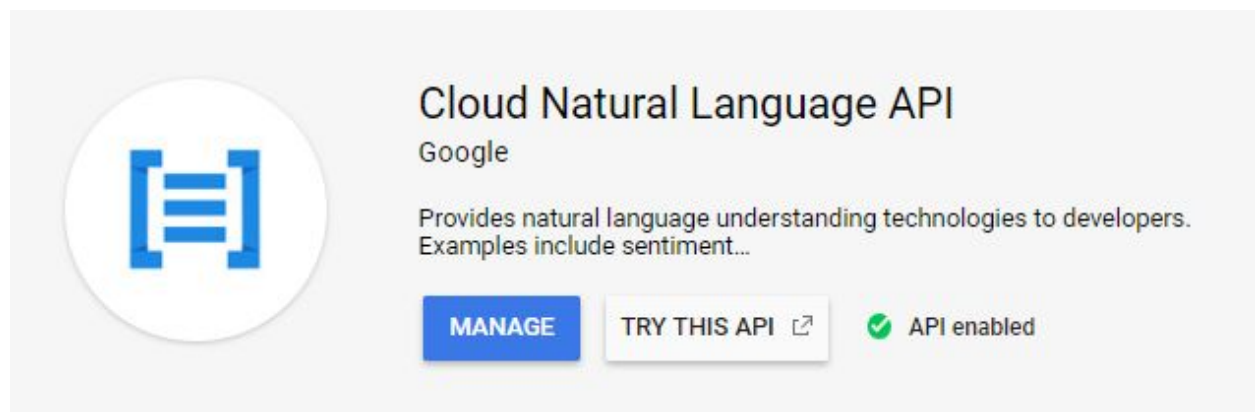 Cloud Natural Language API
Google
Provides natural language understanding technologies to developers.
Examples include sentiment...
MANAGE
TRY THIS API
API enabled